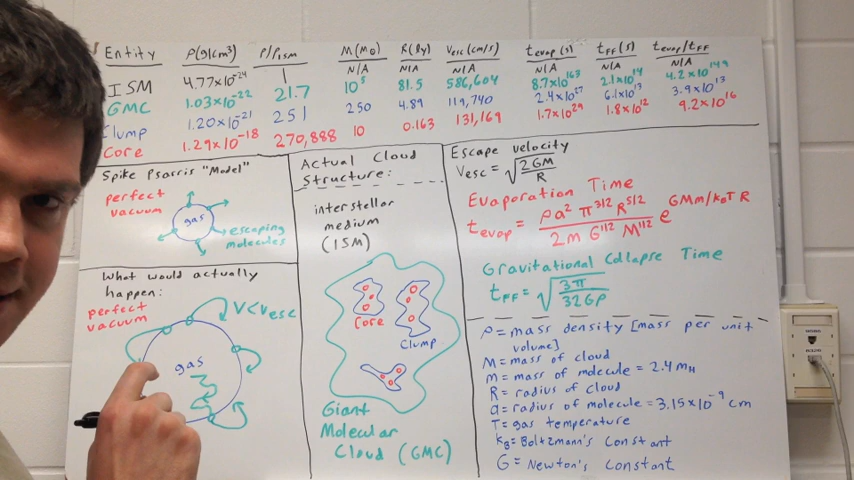 Entity ρ(g/cm³) ρ/ρISM M(M⊙) R(ly) Vesc(cm/s) tevap(s) tFF(s) tevap/tFF
ISM 4.77×10⁻²⁴ 1 N/A N/A N/A N/A N/A N/A
GMC 1.03×10⁻²² 21.7 10⁵ 81.5 586,604 8.7×10¹⁶³ 2.1×10¹⁴ 4.2×10¹⁴⁹
Clump 1.20×10⁻²¹ 251 250 4.89 119,740 2.4×10²⁷ 6.1×10¹³ 3.9×10¹³
Core 1.29×10⁻¹⁸ 270,888 10 0.163 131,169 1.7×10²⁹ 1.8×10¹² 9.2×10¹⁶
Spike Psarris "Model"
perfect
vacuum
gas
escaping
molecules
What would actually
happen:
perfect
vacuum
V<Vesc
gas
Actual Cloud
Structure:
interstellar
medium
(ISM)
Core
Clump
Giant
Molecular
Cloud (GMC)
Escape velocity
Vesc = √(2GM/R)
Evaporation Time
tevap = (ρa² π^(3/2) R^(5/2))/(2m G^(1/2) M^(1/2)) e^(GMm/kBTR)
Gravitational Collapse Time
tFF = √(3π/32Gρ)
ρ = mass density [mass per unit
volume]
M = mass of cloud
m = mass of molecule = 2.4 mH
R = radius of cloud
a = radius of molecule = 3.15×10⁻⁹ cm
T = gas temperature
kB = Boltzmann's Constant
G = Newton's Constant